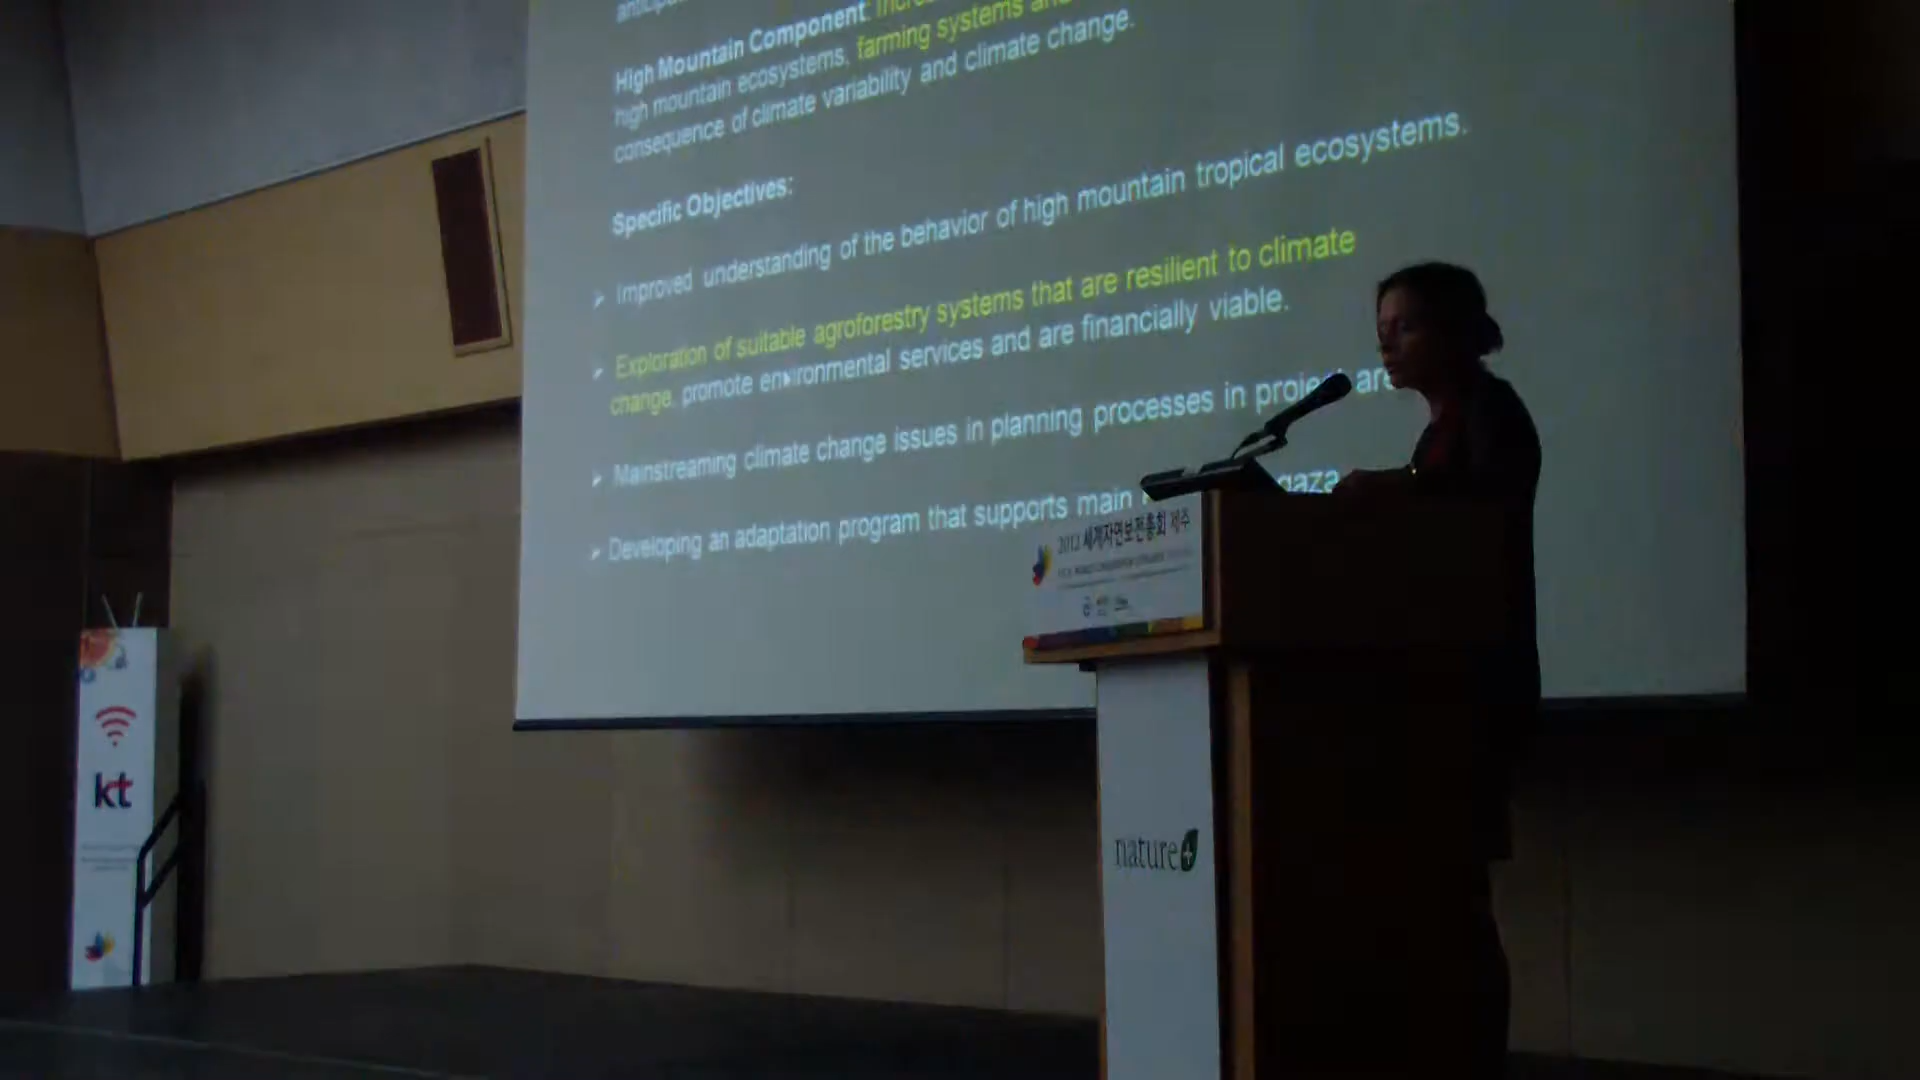 High Mountain Component:
high mountain ecosystems, farming systems and
consequence of climate variability and climate change.
Specific Objectives:
➢ Improved understanding of the behavior of high mountain tropical ecosystems.
➢ Exploration of suitable agroforestry systems that are resilient to climate
change, promote environmental services and are financially viable.
➢ Mainstreaming climate change issues in planning processes in project
➢ Developing an adaptation program that supports main
2012 세계자연보전총회 제주
nature+
kt